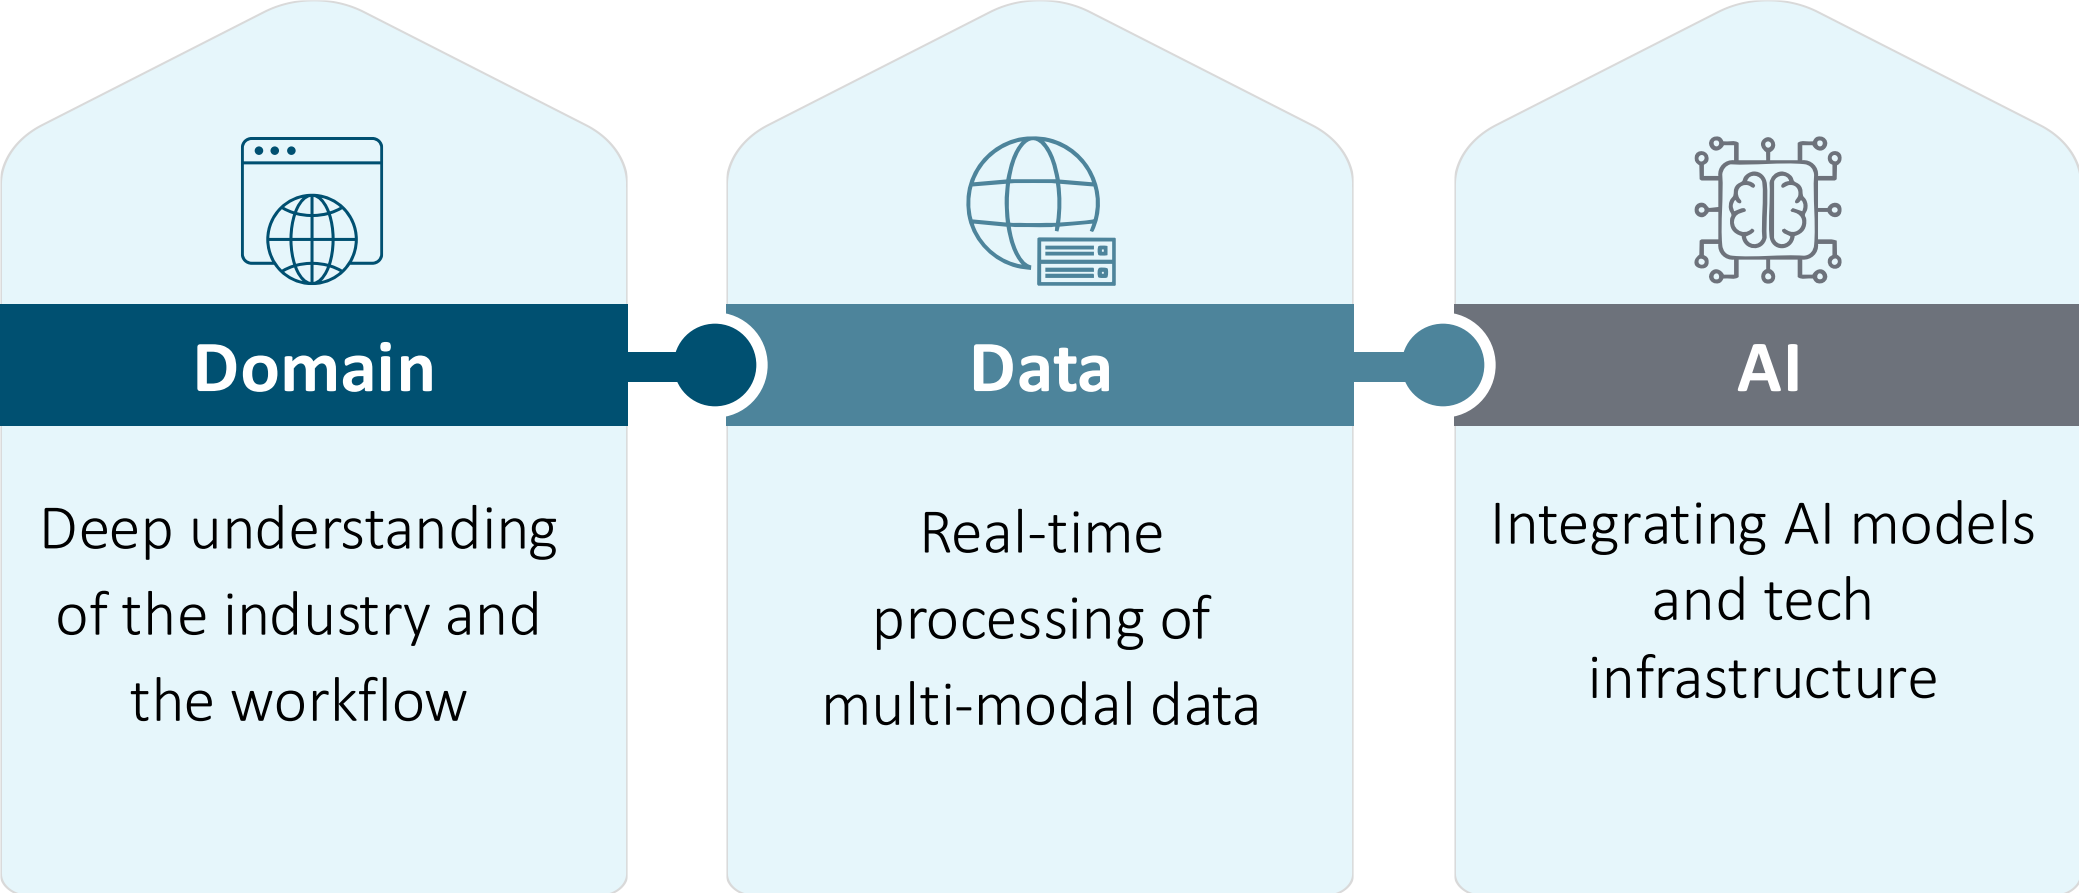 Domain
Deep understanding
of the industry and
the workflow
Data
Real-time
processing of
multi-modal data
AI
Integrating AI models
and tech
infrastructure